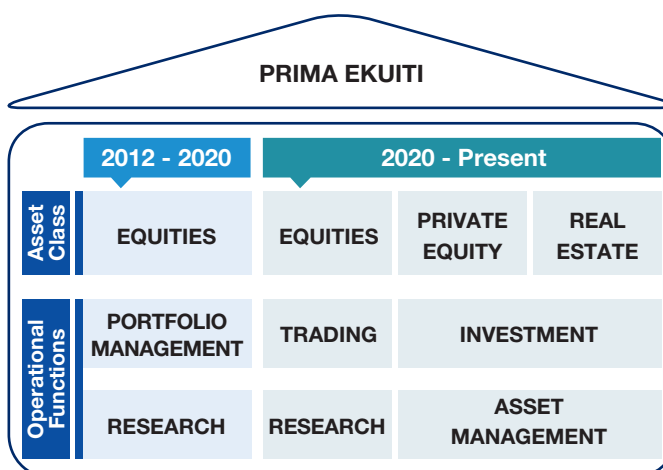 PRIMA EKUITI
2012 - 2020
2020 - Present
Asset
Class
EQUITIES
EQUITIES
PRIVATE
EQUITY
REAL
ESTATE
Operational
Functions
PORTFOLIO
MANAGEMENT
TRADING
INVESTMENT
RESEARCH
RESEARCH
ASSET
MANAGEMENT